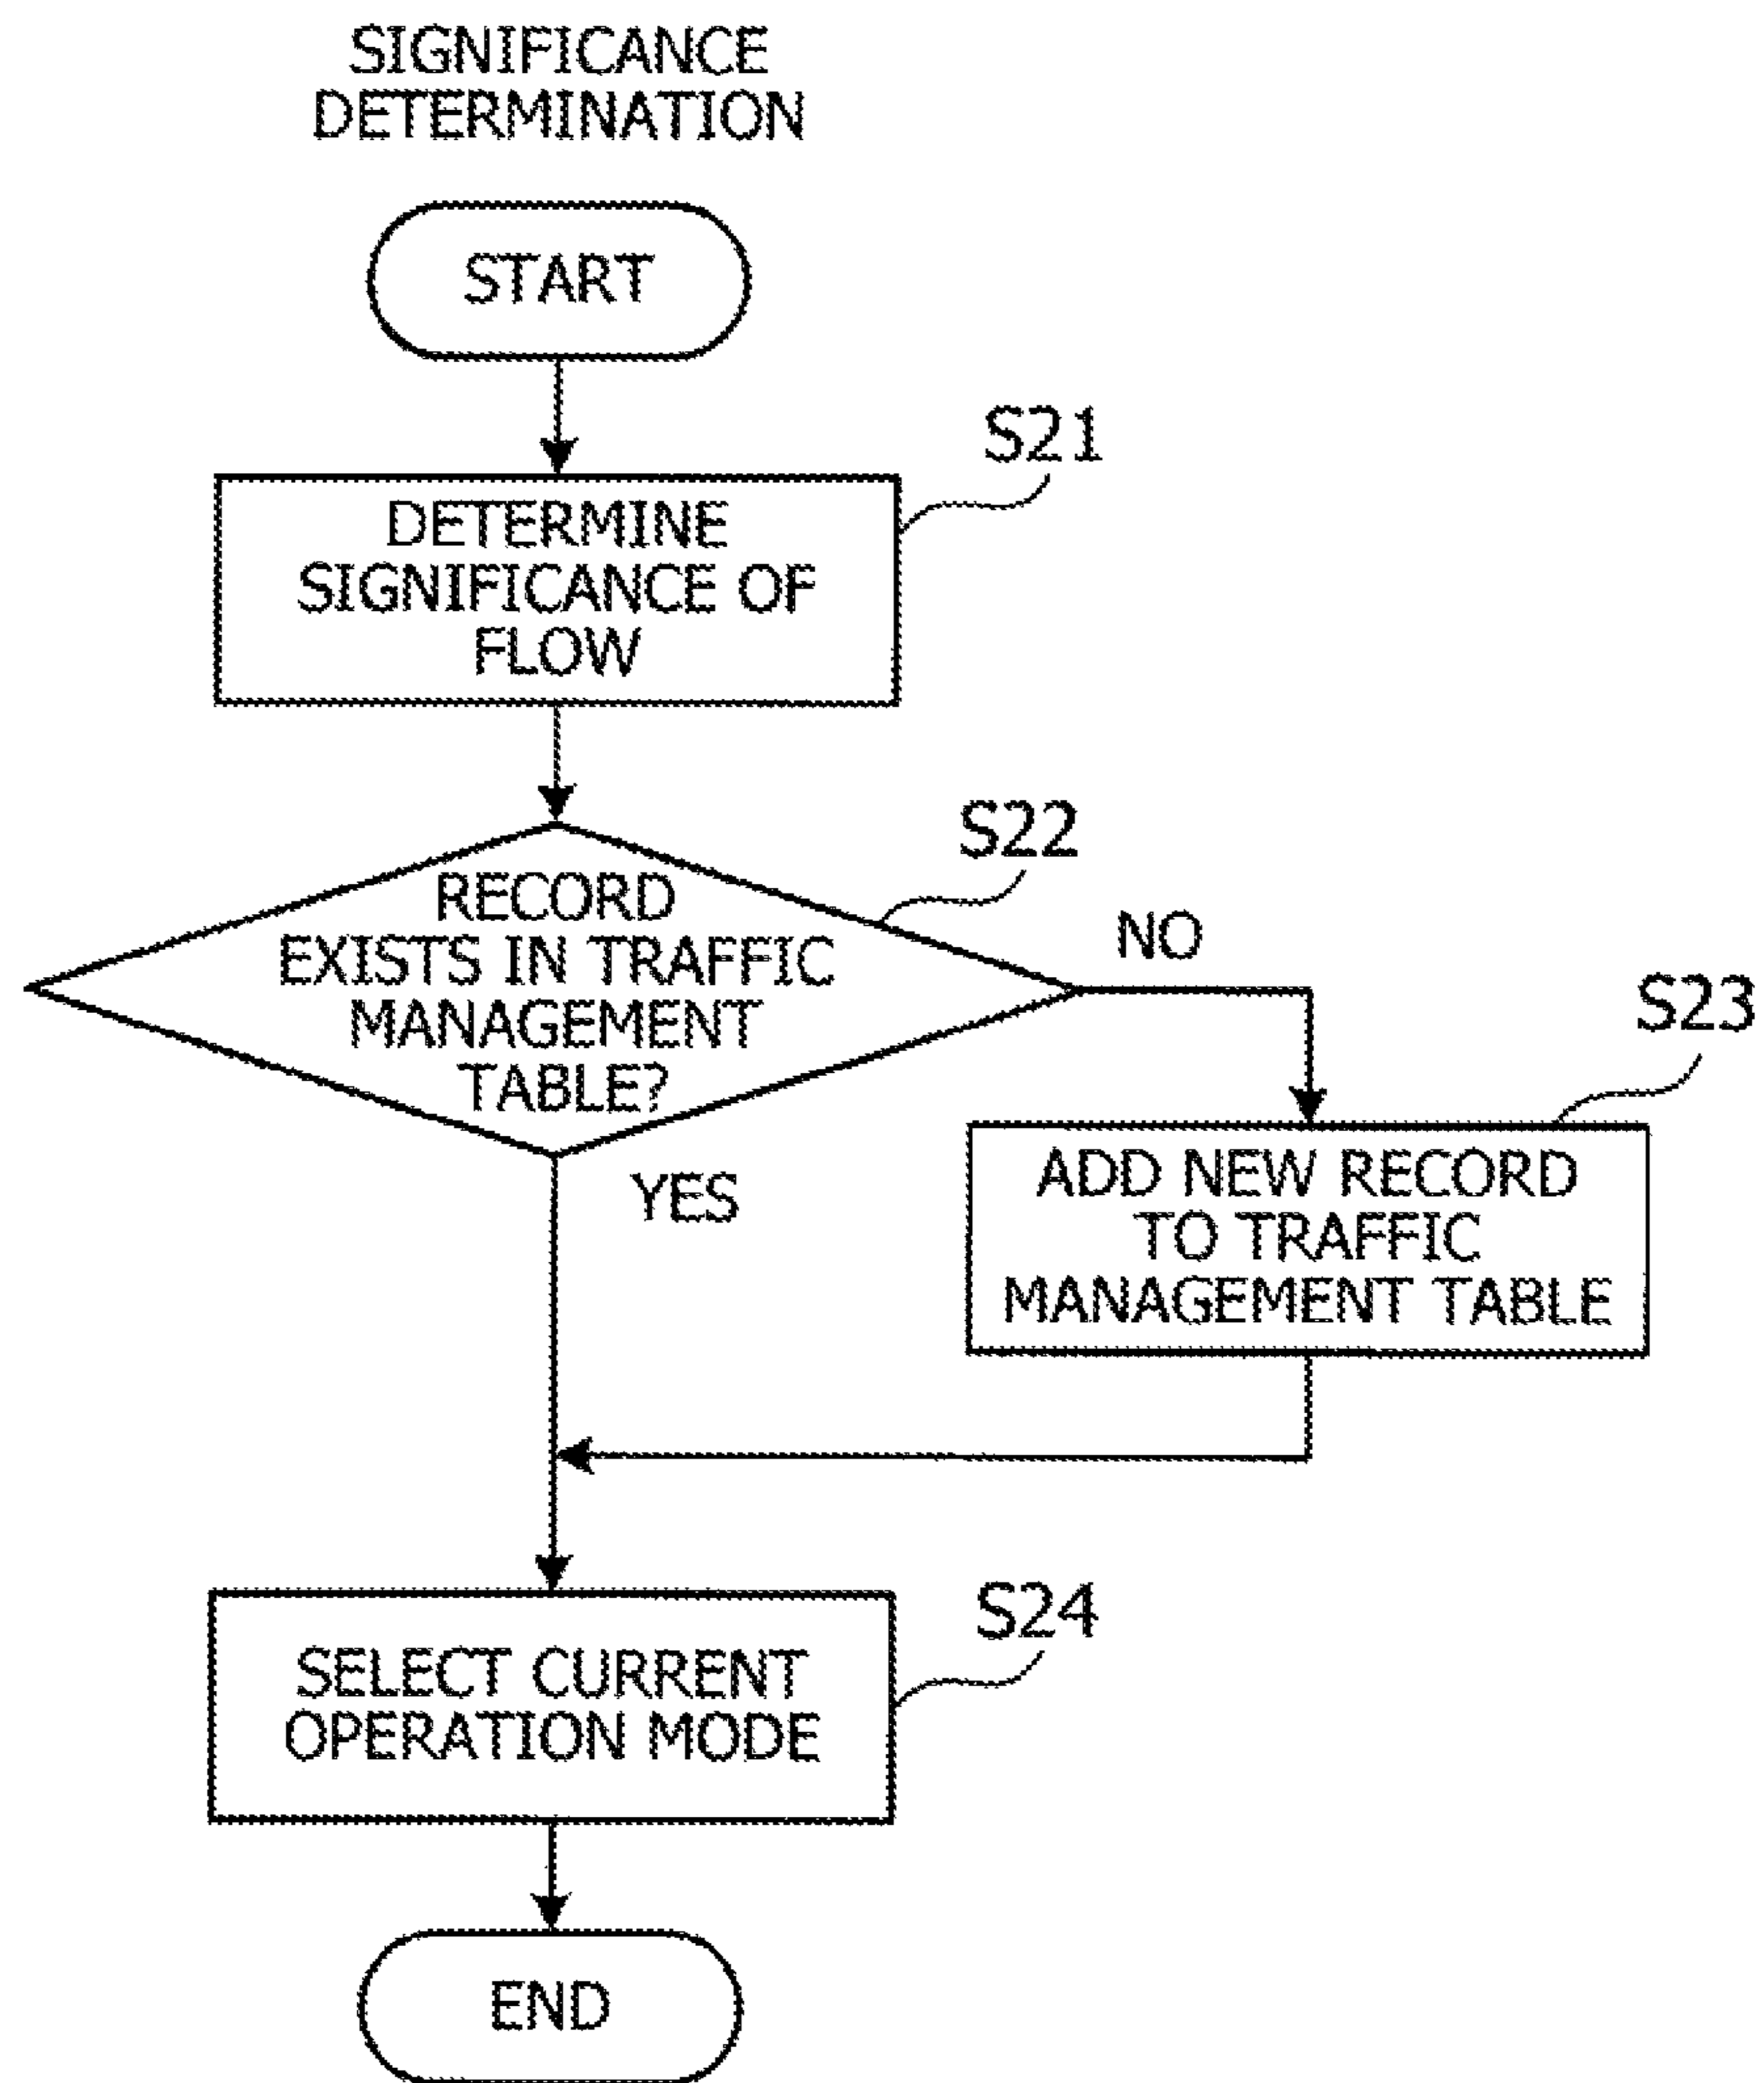 SIGNIFICANCE
DETERMINATION
START
S21
DETERMINE
SIGNIFICANCE OF
FLOW
S22
RECORD
EXISTS IN TRAFFIC
MANAGEMENT
TABLE?
NO
YES
S23
ADD NEW RECORD
TO TRAFFIC
MANAGEMENT TABLE
S24
SELECT CURRENT
OPERATION MODE
END